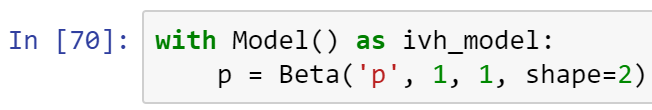 In [70]: with Model() as ivh_model:
    p = Beta('p', 1, 1, shape=2)